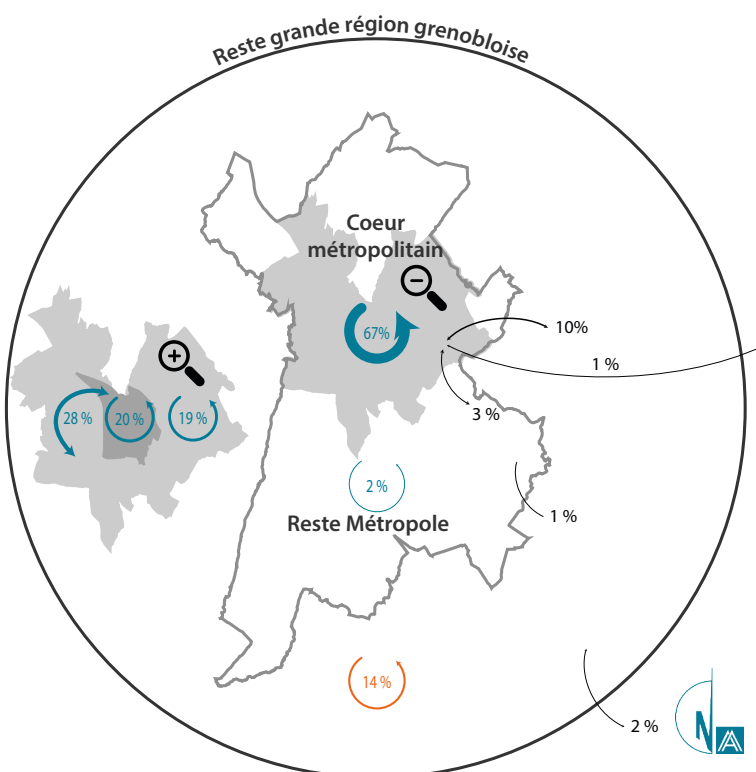 Reste grande région grenobloise
Coeur
métropolitain
67%
10%
1 %
3 %
28 %
20 %
19 %
2 %
Reste Métropole
1 %
14 %
2 %
N